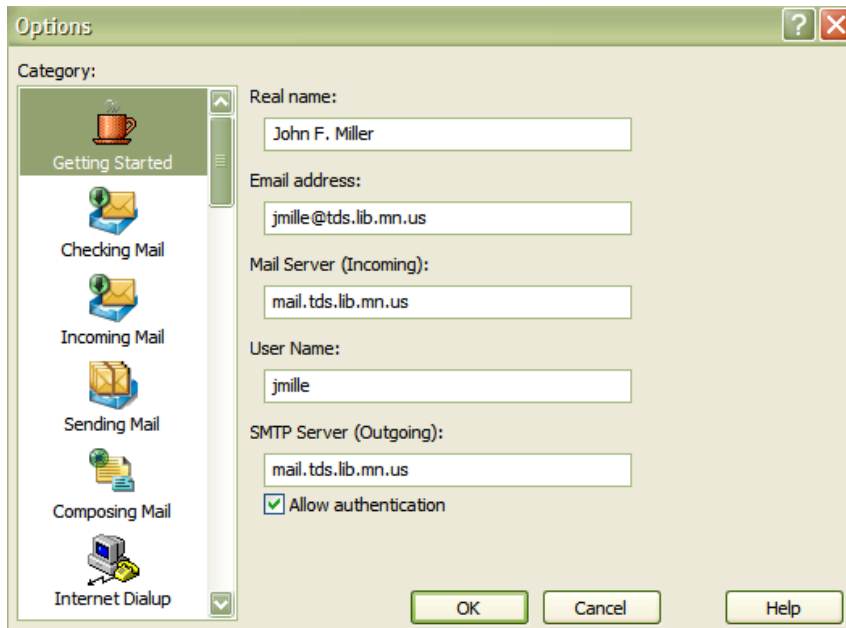 Options
Category:
Getting Started
Checking Mail
Incoming Mail
Sending Mail
Composing Mail
Internet Dialup
Real name:
John F. Miller
Email address:
jmille@tds.lib.mn.us
Mail Server (Incoming):
mail.tds.lib.mn.us
User Name:
jmille
SMTP Server (Outgoing):
mail.tds.lib.mn.us
Allow authentication
OK
Cancel
Help